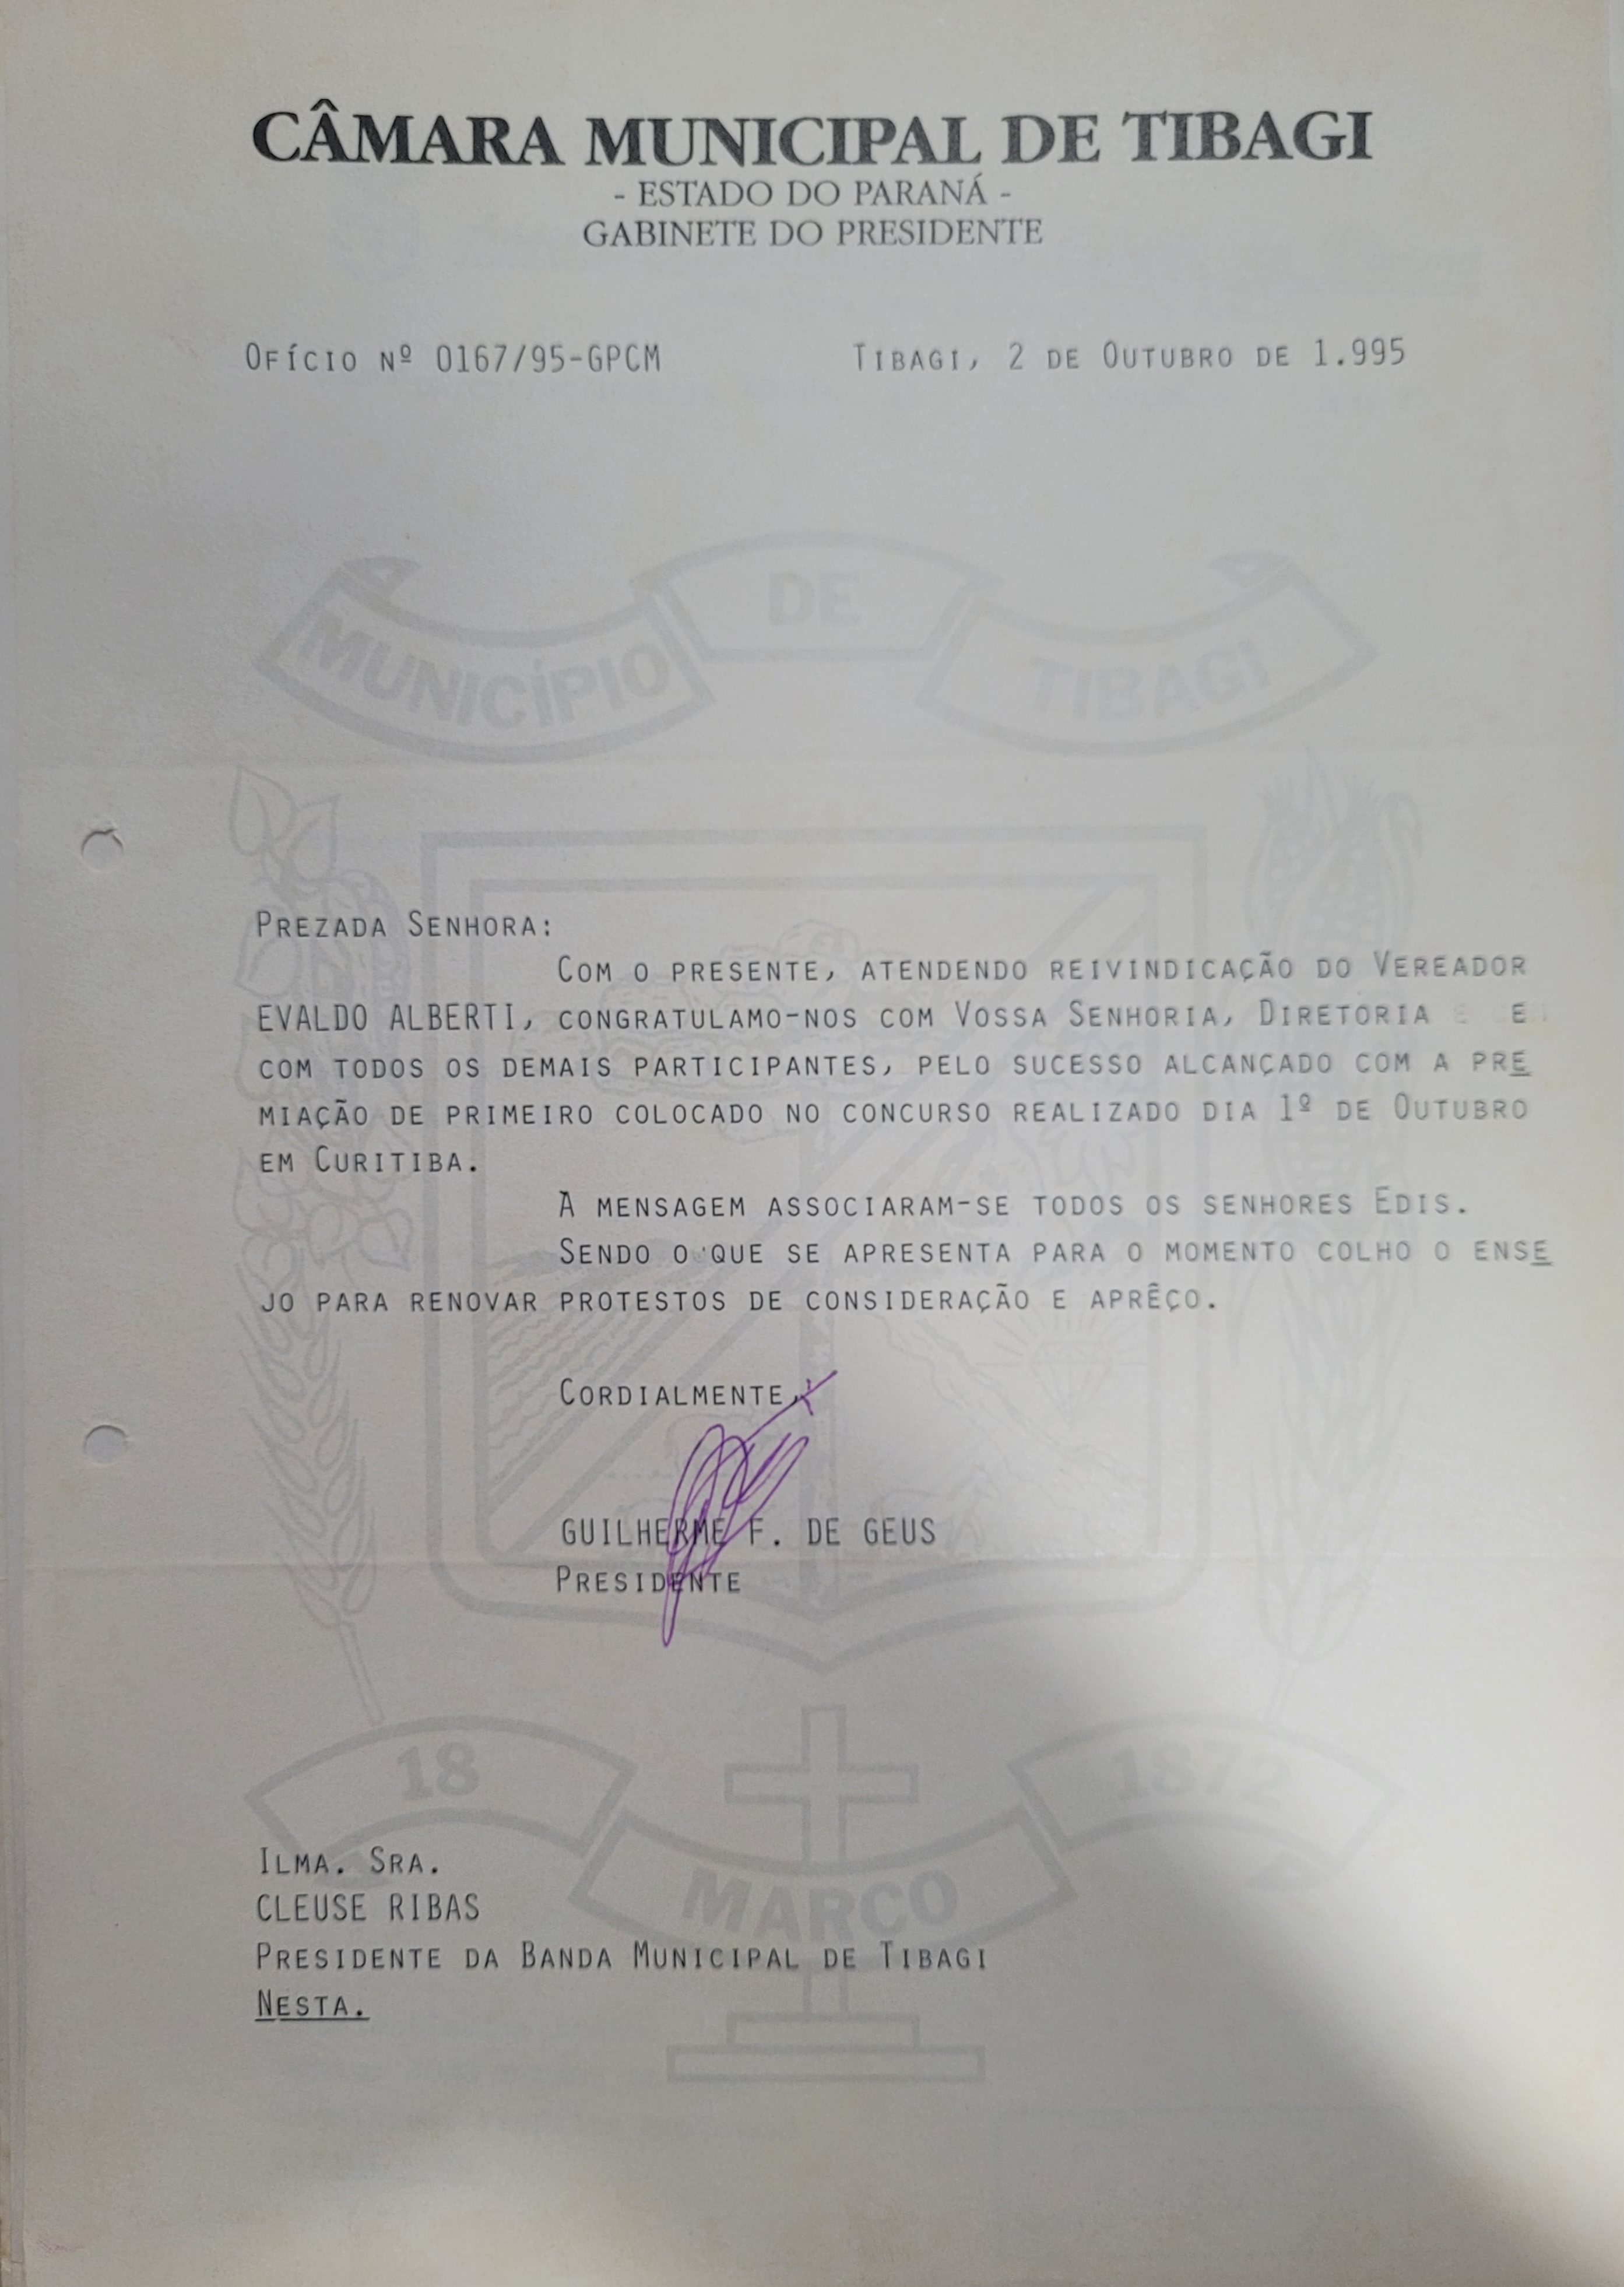 CÂMARA MUNICIPAL DE TIBAGI
- ESTADO DO PARANÁ -
GABINETE DO PRESIDENTE
OFÍCIO Nº 0167/95-GPCM TIBAGI, 2 DE OUTUBRO DE 1.995
MUNICÍPIO DE TIBAGI
PREZADA SENHORA:
COM O PRESENTE, ATENDENDO REIVINDICAÇÃO DO VEREADOR
EVALDO ALBERTI, CONGRATULAMO-NOS COM VOSSA SENHORIA, DIRETORIA E
COM TODOS OS DEMAIS PARTICIPANTES, PELO SUCESSO ALCANÇADO COM A PRE
MIAÇÃO DE PRIMEIRO COLOCADO NO CONCURSO REALIZADO DIA 1º DE OUTUBRO
EM CURITIBA.
A MENSAGEM ASSOCIARAM-SE TODOS OS SENHORES EDIS.
SENDO O QUE SE APRESENTA PARA O MOMENTO COLHO O ENSE
JO PARA RENOVAR PROTESTOS DE CONSIDERAÇÃO E APRÊÇO.
CORDIALMENTE,
GUILHERME F. DE GEUS
PRESIDENTE
18 MARÇO 1872
ILMA. SRA.
CLEUSE RIBAS
PRESIDENTE DA BANDA MUNICIPAL DE TIBAGI
NESTA.